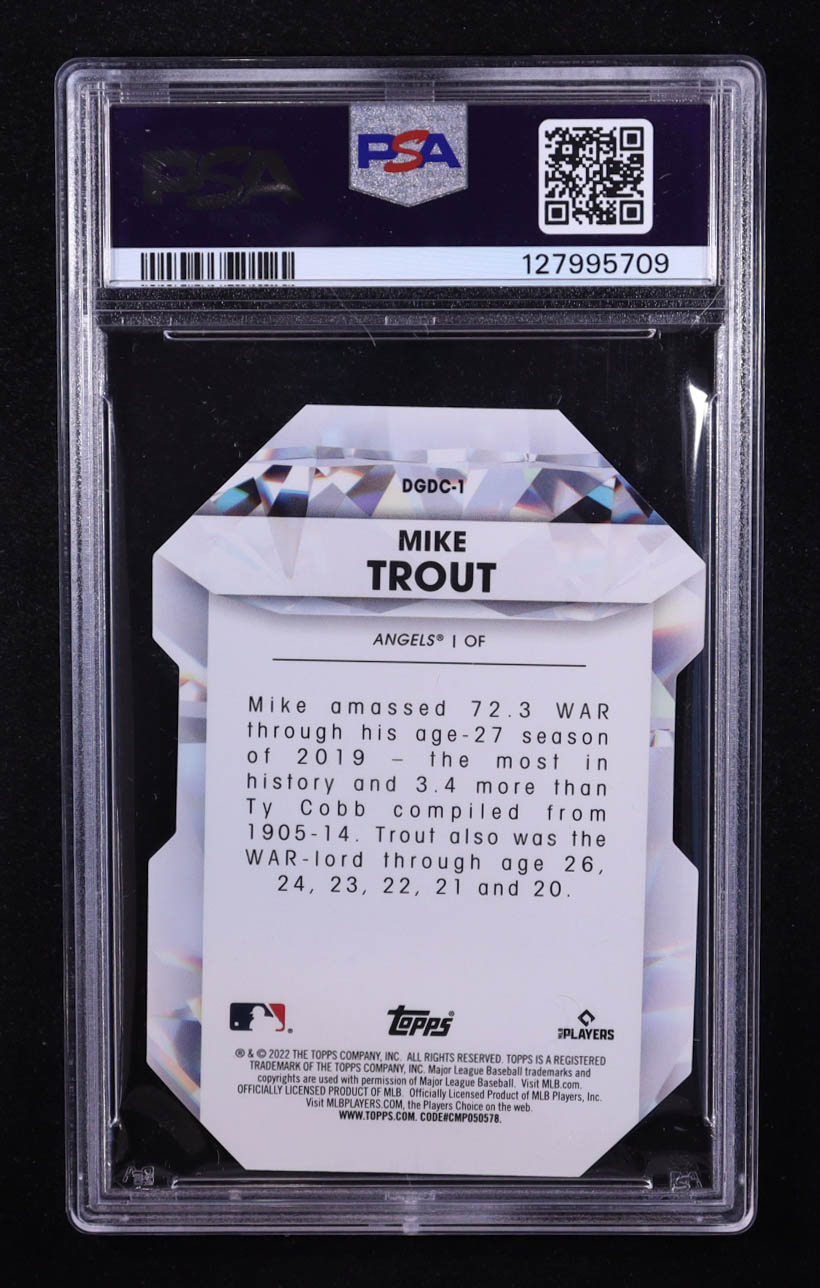 PSA
PSA
127995709
DGDC-1
MIKE
TROUT
ANGELS® | OF
Mike amassed 72.3 WAR
through his age-27 season
of 2019 – the most in
history and 3.4 more than
Ty Cobb compiled from
1905-14. Trout also was the
WAR-lord through age 26,
24, 23, 22, 21 and 20.
topps®
MLB PLAYERS
® & © 2022 THE TOPPS COMPANY, INC. ALL RIGHTS RESERVED. TOPPS IS A REGISTERED
TRADEMARK OF THE TOPPS COMPANY, INC. Major League Baseball trademarks and
copyrights are used with permission of Major League Baseball. Visit MLB.com.
OFFICIALLY LICENSED PRODUCT OF MLB. Officially Licensed Product of MLB Players, Inc.
Visit MLBPLAYERS.COM, the Players Choice on the web.
WWW.TOPPS.COM. CODE#CMP050578.
PSA